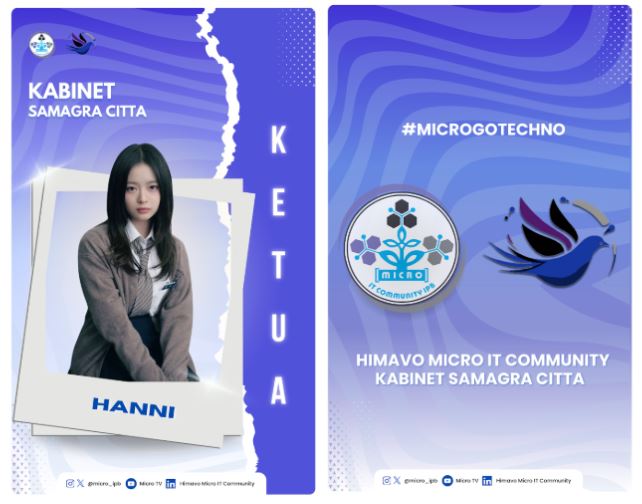 KABINET
SAMAGRA CITTA
KETUA
HANNI
@micro_ipb
Micro TV
Himavo Micro IT Community
#MICROGOTECHNO
MICRO
IT COMMUNITY IPB
HIMAVO MICRO IT COMMUNITY
KABINET SAMAGRA CITTA
@micro_ipb
Micro TV
Himavo Micro IT Community